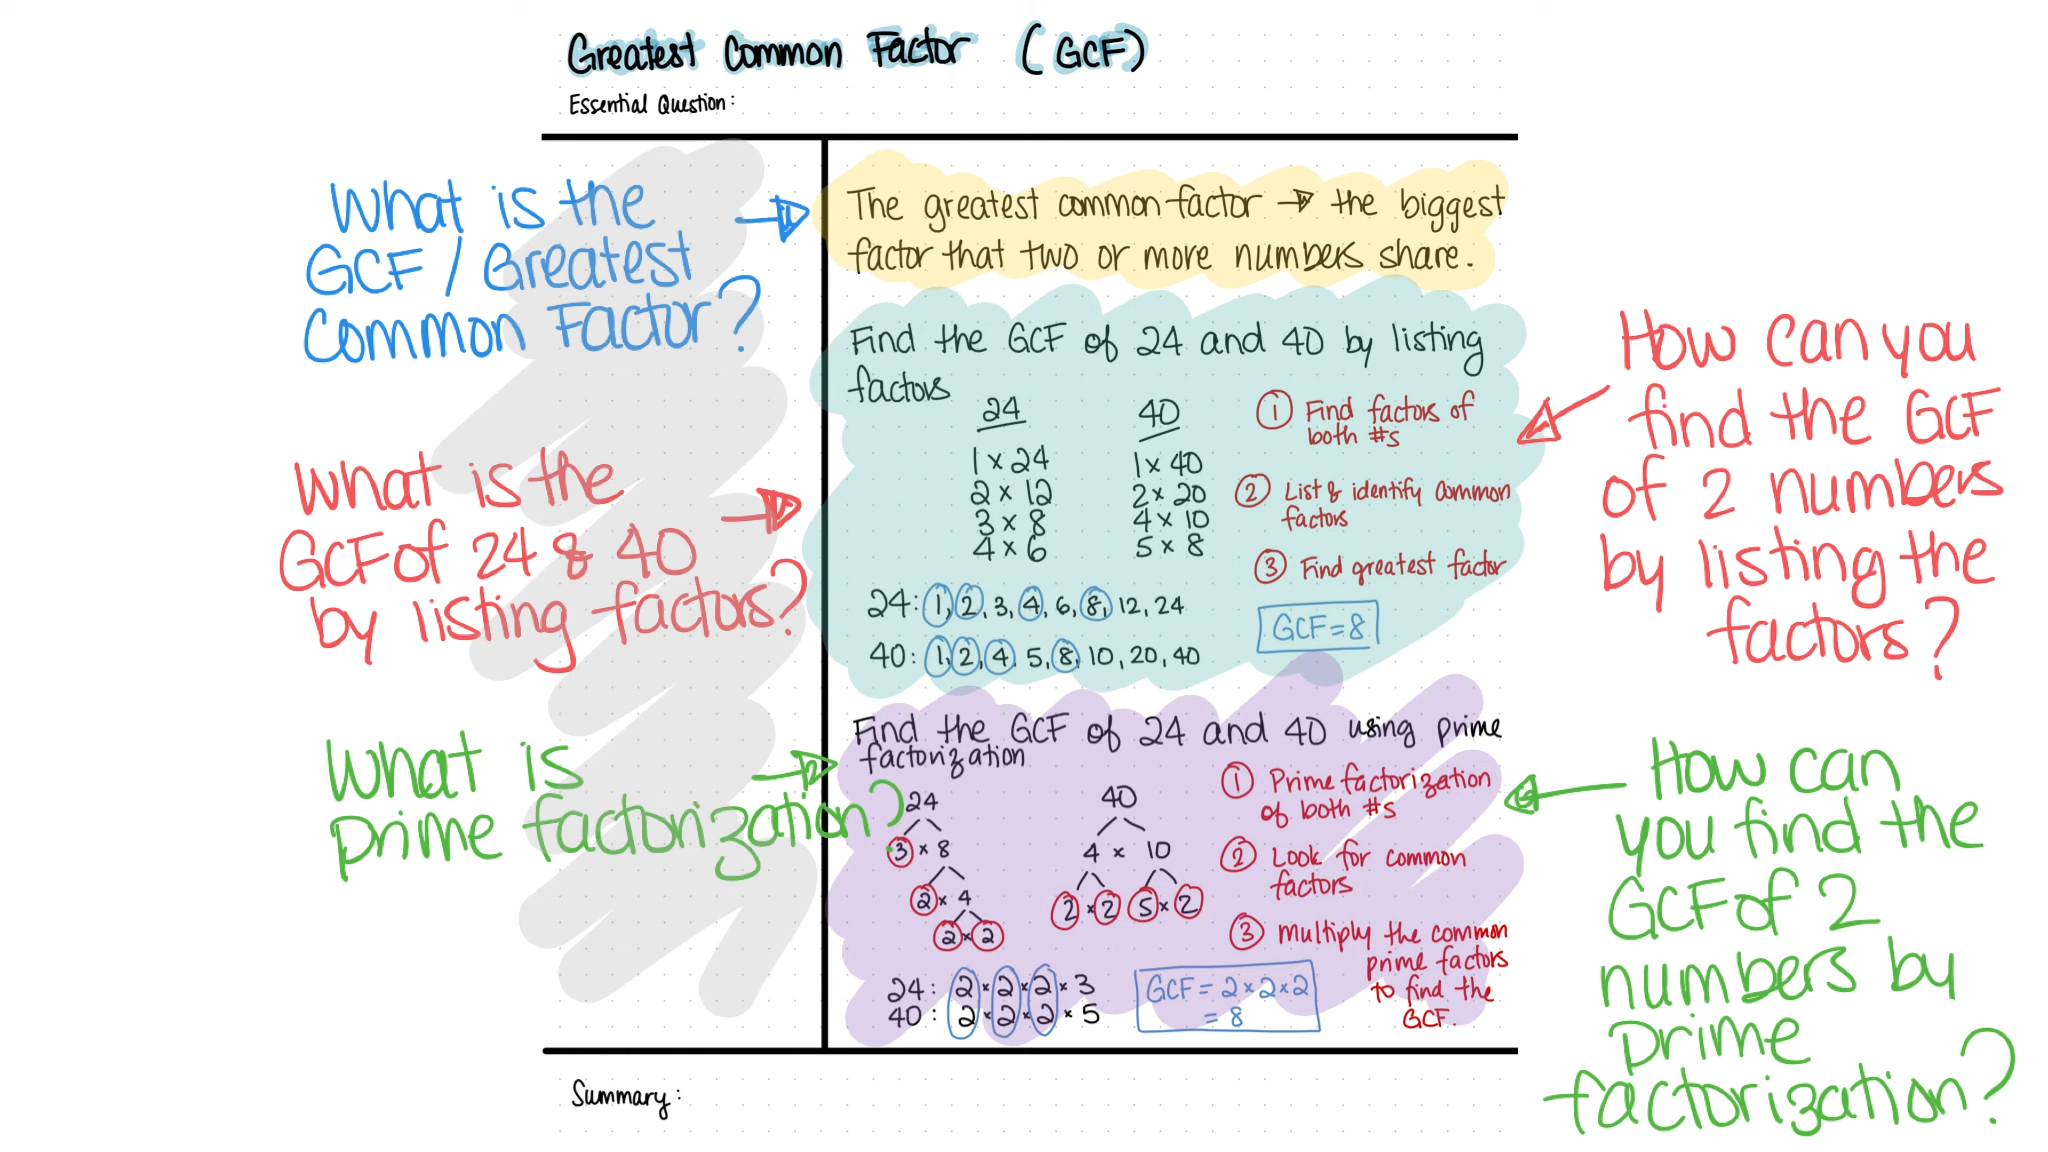 Greatest Common Factor (GCF)
Essential Question:
What is the
GCF / Greatest
Common Factor?
The greatest common factor → the biggest
factor that two or more numbers share.
What is the
GCF of 24 & 40
by listing factors?
Find the GCF of 24 and 40 by listing
factors
24
1 x 24
2 x 12
3 x 8
4 x 6
40
1 x 40
2 x 20
4 x 10
5 x 8
① Find factors of
both #s
② List & identify common
factors
③ Find greatest factor
24: 1, 2, 3, 4, 6, 8, 12, 24
40: 1, 2, 4, 5, 8, 10, 20, 40
GCF = 8
How can you
find the GCF
of 2 numbers
by listing the
factors?
What is
prime factorization?
Find the GCF of 24 and 40 using prime
factorization
24
3 x 8
2 x 4
2 x 2
40
4 x 10
2 x 2 5 x 2
① Prime factorization
of both #s
② Look for common
factors
③ Multiply the common
prime factors
to find the
GCF.
24: 2 x 2 x 2 x 3
40: 2 x 2 x 2 x 5
GCF = 2 x 2 x 2
= 8
How can
you find the
GCF of 2
numbers by
prime
factorization?
Summary: